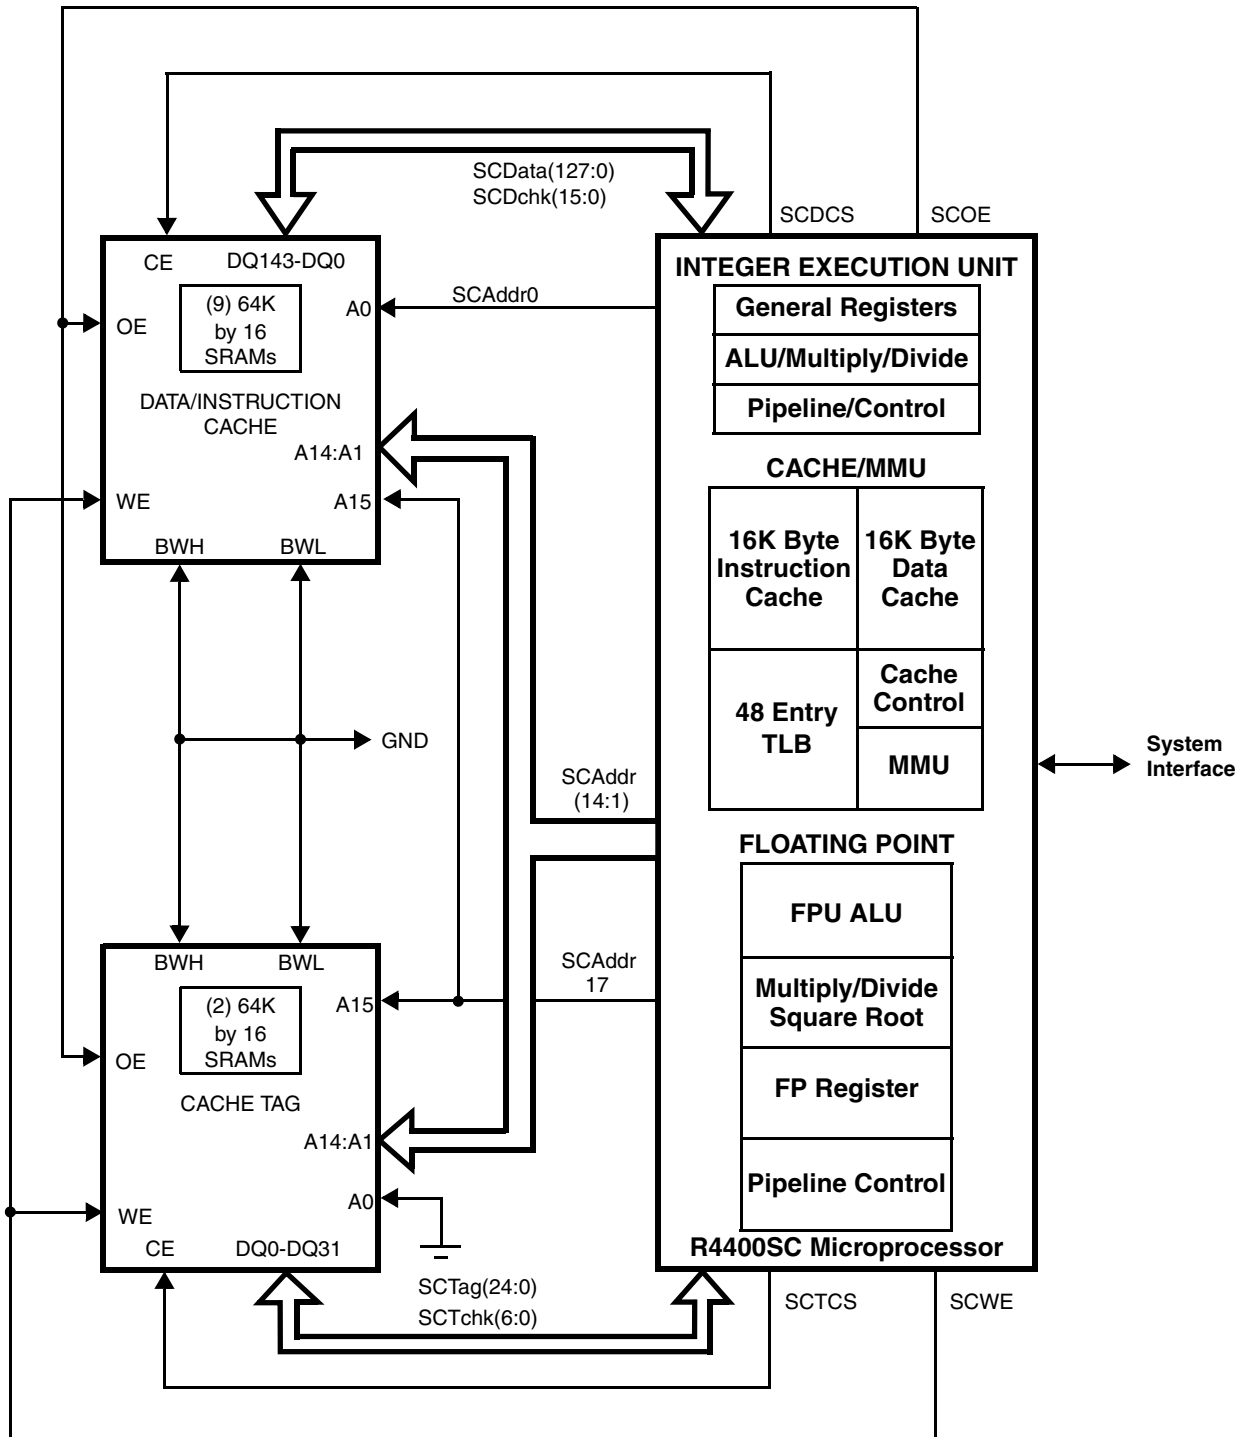 SCData(127:0)
SCDchk(15:0)
SCDCS
SCOE
CE
DQ143-DQ0
(9) 64K
by 16
SRAMs
A0
OE
DATA/INSTRUCTION
CACHE
A14:A1
WE
A15
BWH
BWL
SCAddr0
GND
SCAddr
(14:1)
SCAddr
17
BWH
BWL
(2) 64K
by 16
SRAMs
A15
OE
CACHE TAG
A14:A1
A0
WE
CE
DQ0-DQ31
SCTag(24:0)
SCTchk(6:0)
INTEGER EXECUTION UNIT
General Registers
ALU/Multiply/Divide
Pipeline/Control
CACHE/MMU
16K Byte
Instruction
Cache
16K Byte
Data
Cache
48 Entry
TLB
Cache
Control
MMU
System
Interface
FLOATING POINT
FPU ALU
Multiply/Divide
Square Root
FP Register
Pipeline Control
R4400SC Microprocessor
SCTCS
SCWE